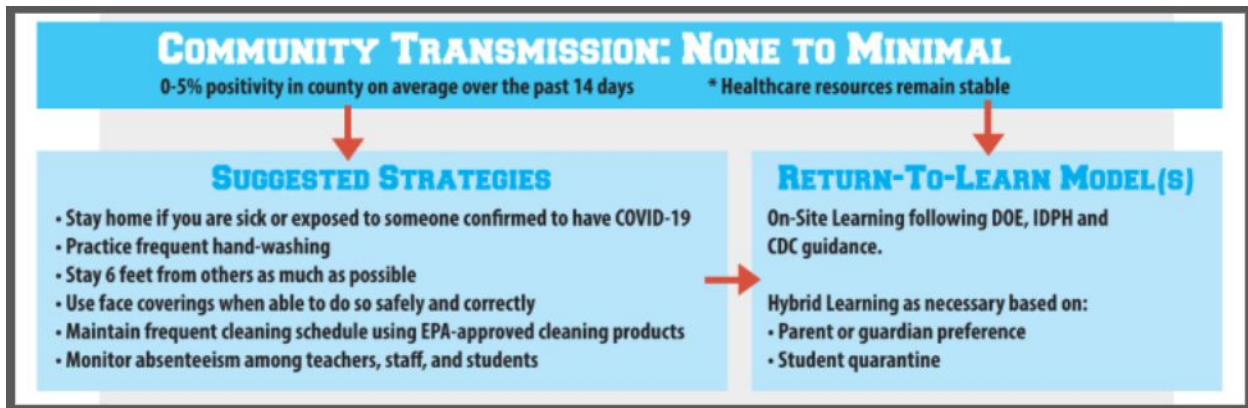 COMMUNITY TRANSMISSION: NONE TO MINIMAL
0-5% positivity in county on average over the past 14 days * Healthcare resources remain stable
SUGGESTED STRATEGIES
• Stay home if you are sick or exposed to someone confirmed to have COVID-19
• Practice frequent hand-washing
• Stay 6 feet from others as much as possible
• Use face coverings when able to do so safely and correctly
• Maintain frequent cleaning schedule using EPA-approved cleaning products
• Monitor absenteeism among teachers, staff, and students
RETURN-TO-LEARN MODEL(S)
On-Site Learning following DOE, IDPH and
CDC guidance.
Hybrid Learning as necessary based on:
• Parent or guardian preference
• Student quarantine